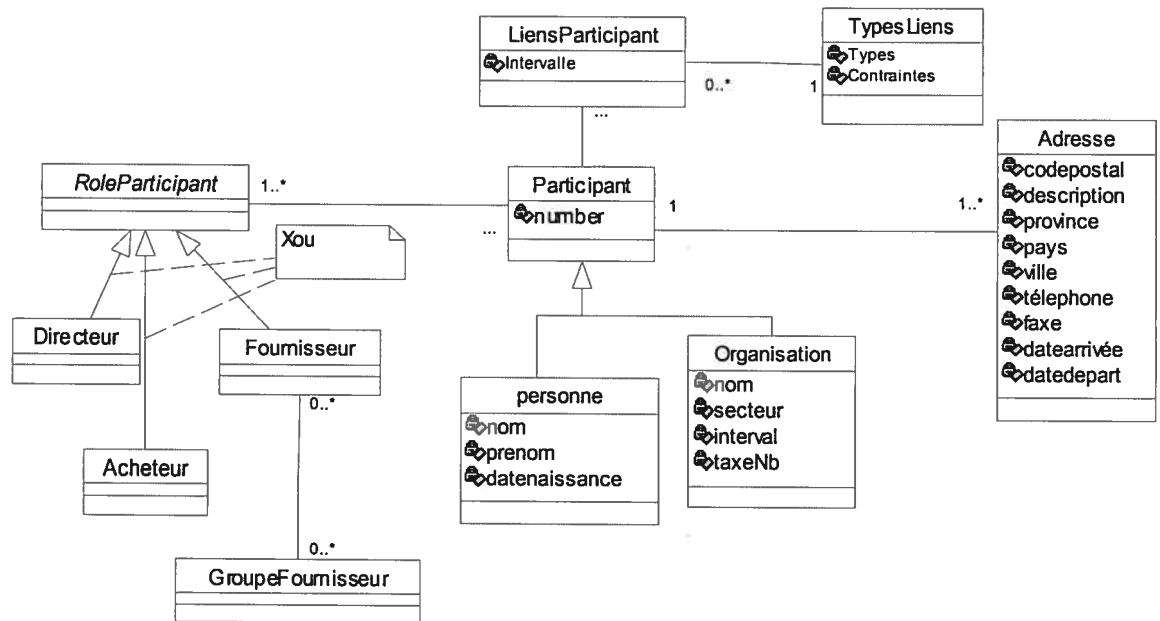 LiensParticipant
Intervalle
TypesLiens
Types
Contraintes
0..*
1
...
RoleParticipant
1..*
Participant
number
...
1
1..*
Adresse
codepostal
description
province
pays
ville
télephone
faxe
datearrivée
datedepart
Xou
Directeur
Fournisseur
0..*
Acheteur
0..*
GroupeFournisseur
personne
nom
prenom
datenaissance
Organisation
nom
secteur
interval
taxeNb